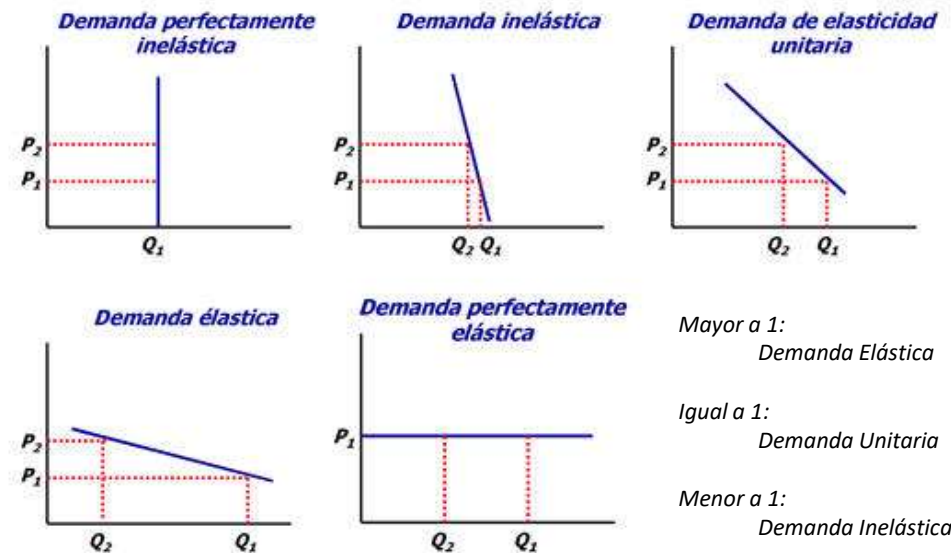 Demanda perfectamente
inelástica
P2
P1
Q1
Demanda inelástica
P2
P1
Q2 Q1
Demanda de elasticidad
unitaria
P2
P1
Q2 Q1
Demanda élastica
P2
P1
Q2 Q1
Demanda perfectamente
elástica
P1
Q2 Q1
Mayor a 1:
Demanda Elástica
Igual a 1:
Demanda Unitaria
Menor a 1:
Demanda Inelástica